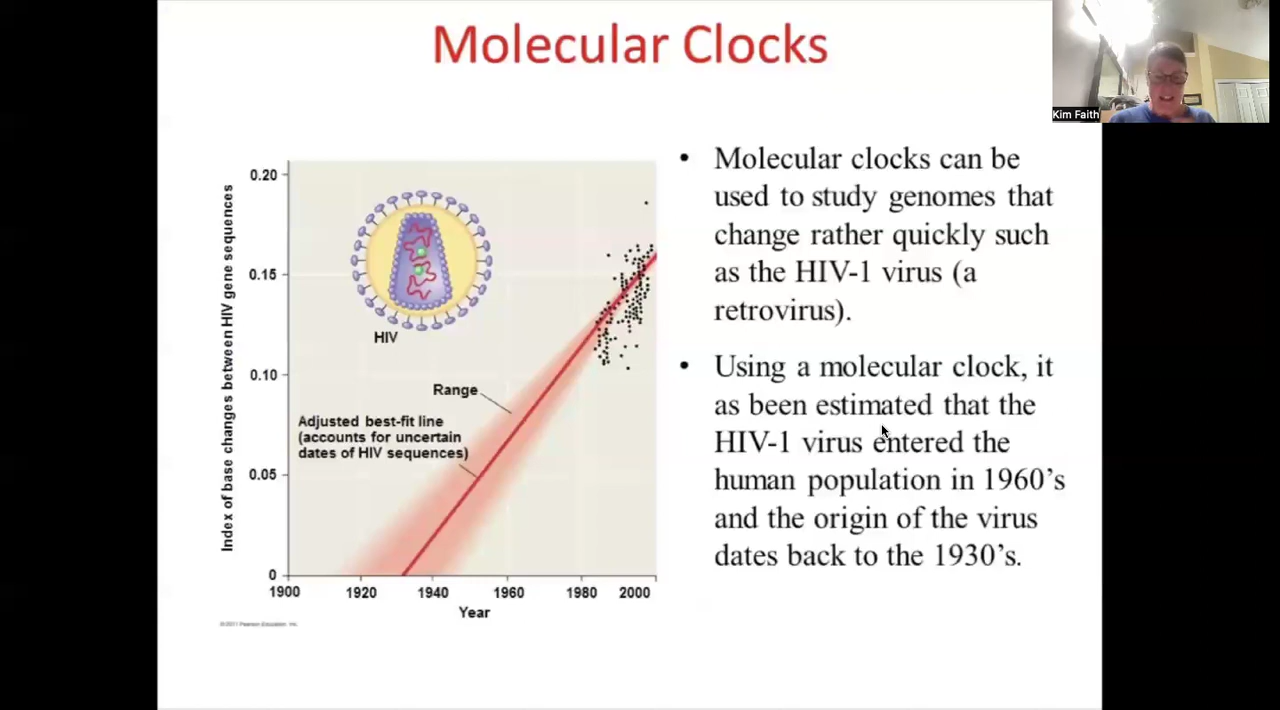 Molecular Clocks
Kim Faith
Index of base changes between HIV gene sequences
0.20
0.15
0.10
0.05
0
HIV
Range
Adjusted best-fit line
(accounts for uncertain
dates of HIV sequences)
1900 1920 1940 1960 1980 2000
Year
©2011 Pearson Education, Inc.
• Molecular clocks can be
used to study genomes that
change rather quickly such
as the HIV-1 virus (a
retrovirus).
• Using a molecular clock, it
as been estimated that the
HIV-1 virus entered the
human population in 1960’s
and the origin of the virus
dates back to the 1930’s.